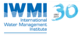 IWMI 30
International
Water Management
Institute